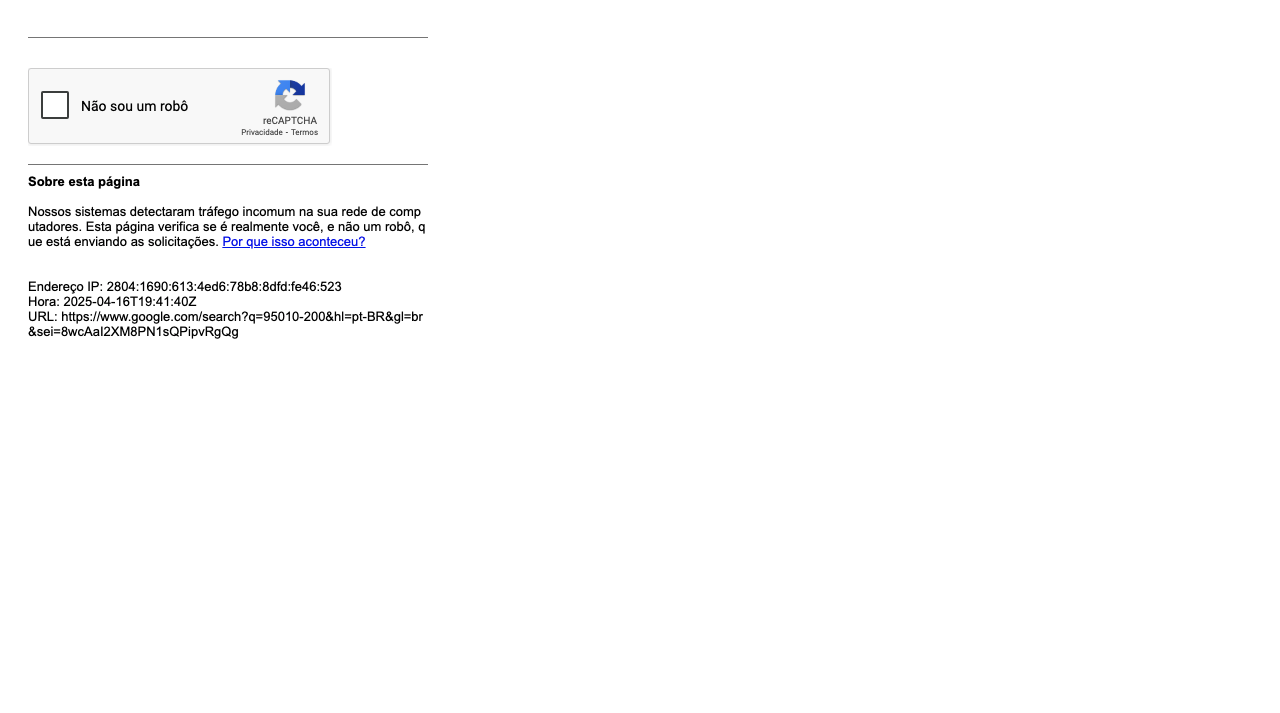 Não sou um robô
reCAPTCHA
Privacidade - Termos
Sobre esta página
Nossos sistemas detectaram tráfego incomum na sua rede de comp
utadores. Esta página verifica se é realmente você, e não um robô, q
ue está enviando as solicitações. Por que isso aconteceu?
Endereço IP: 2804:1690:613:4ed6:78b8:8dfd:fe46:523
Hora: 2025-04-16T19:41:40Z
URL: https://www.google.com/search?q=95010-200&hl=pt-BR&gl=br
&sei=8wcAaI2XM8PN1sQPipvRgQg